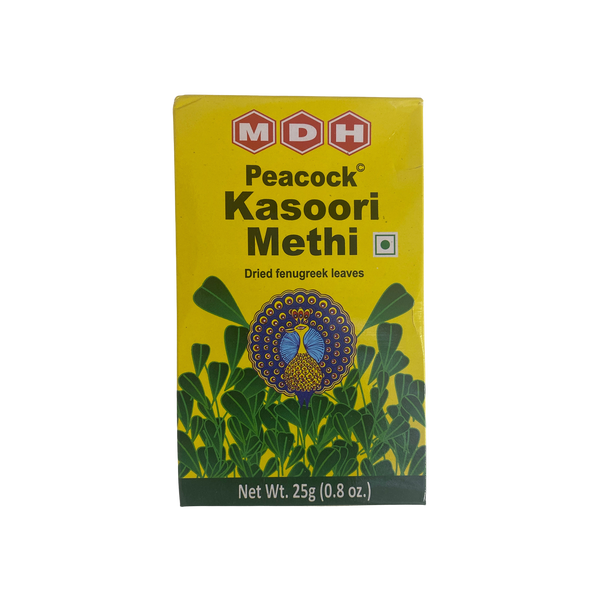 MDH
Peacock©
Kasoori
Methi
Dried fenugreek leaves
Net Wt. 25g (0.8 oz.)